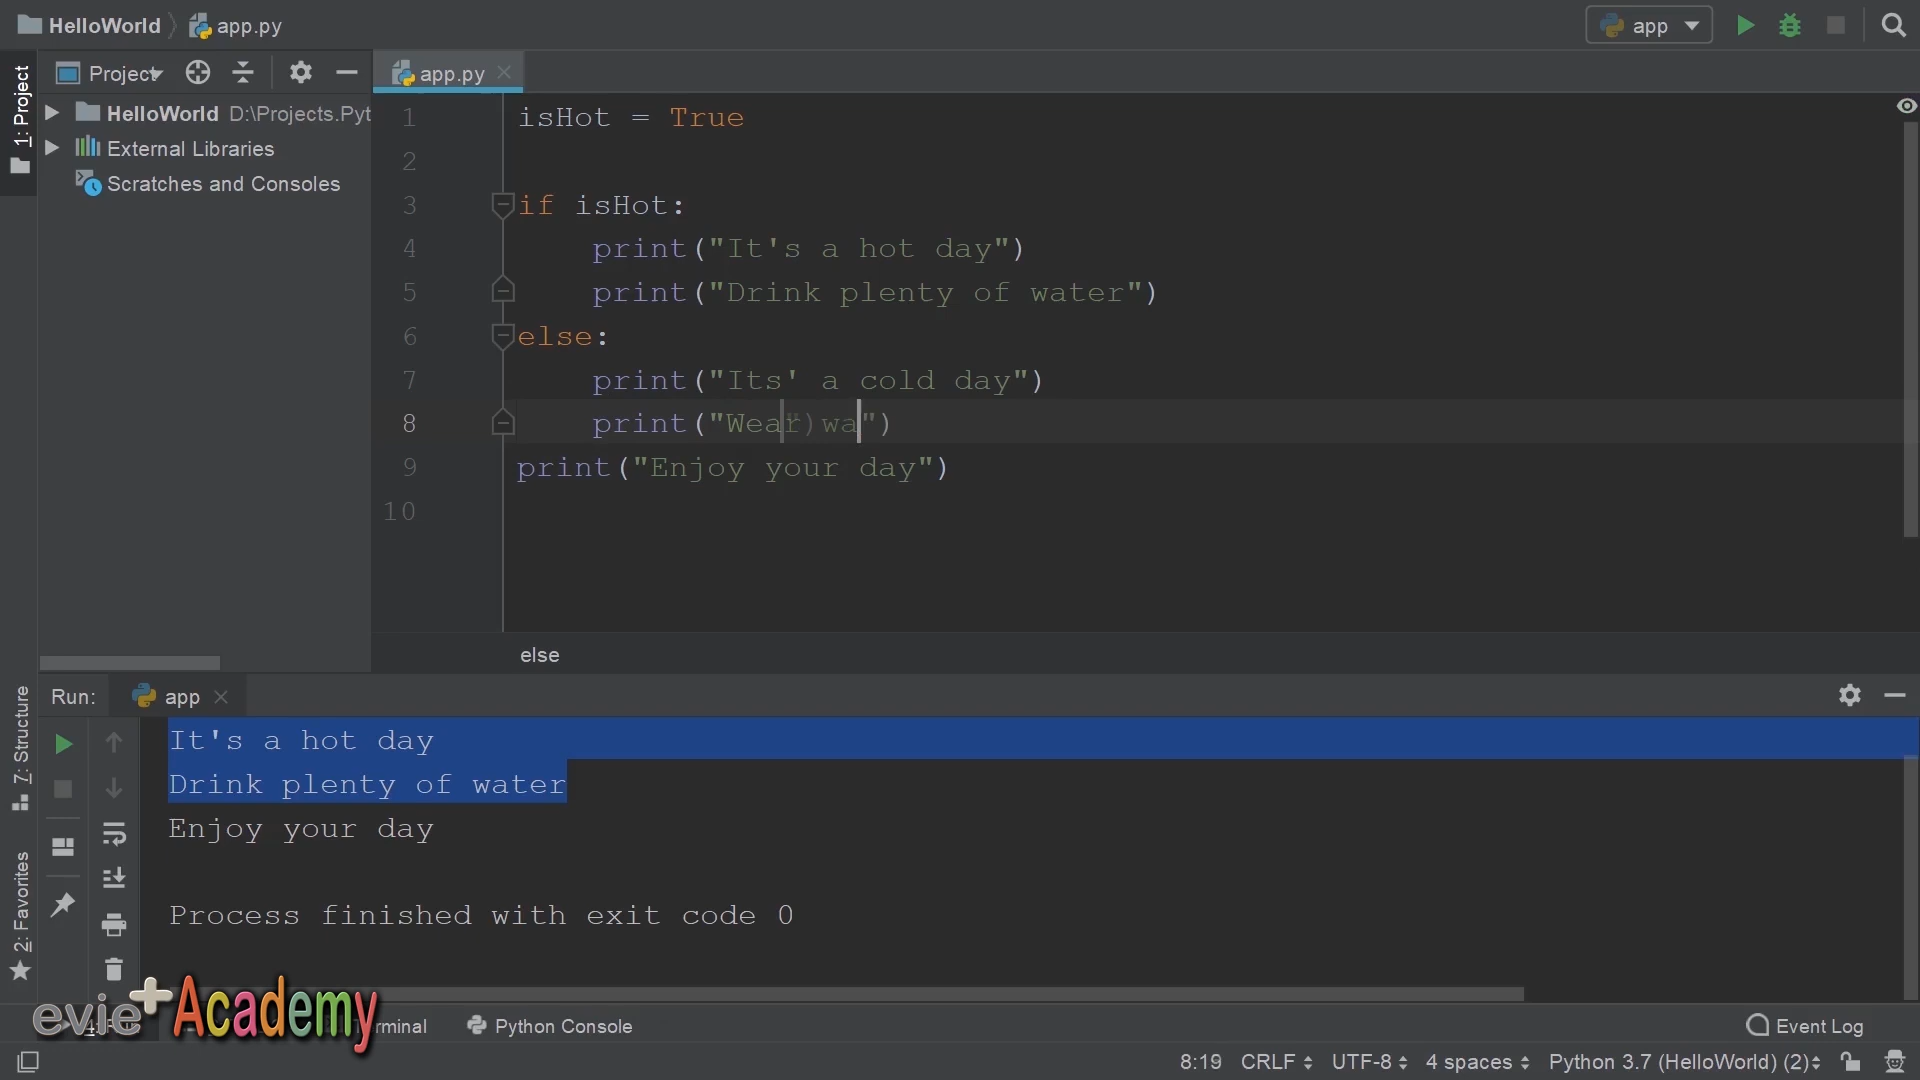 HelloWorld app.py app
1: Project Project app.py
HelloWorld D:\Projects.Pyt
External Libraries
Scratches and Consoles
1 isHot = True
2
3 if isHot:
4 print("It's a hot day")
5 print("Drink plenty of water")
6 else:
7 print("Its' a cold day")
8 print("Wear wa")
9 print("Enjoy your day")
10
else
7: Structure
2: Favorites
Run: app
It's a hot day
Drink plenty of water
Enjoy your day
Process finished with exit code 0
evie+Academy
Python Console Event Log
8:19 CRLF UTF-8 4 spaces Python 3.7 (HelloWorld) (2)